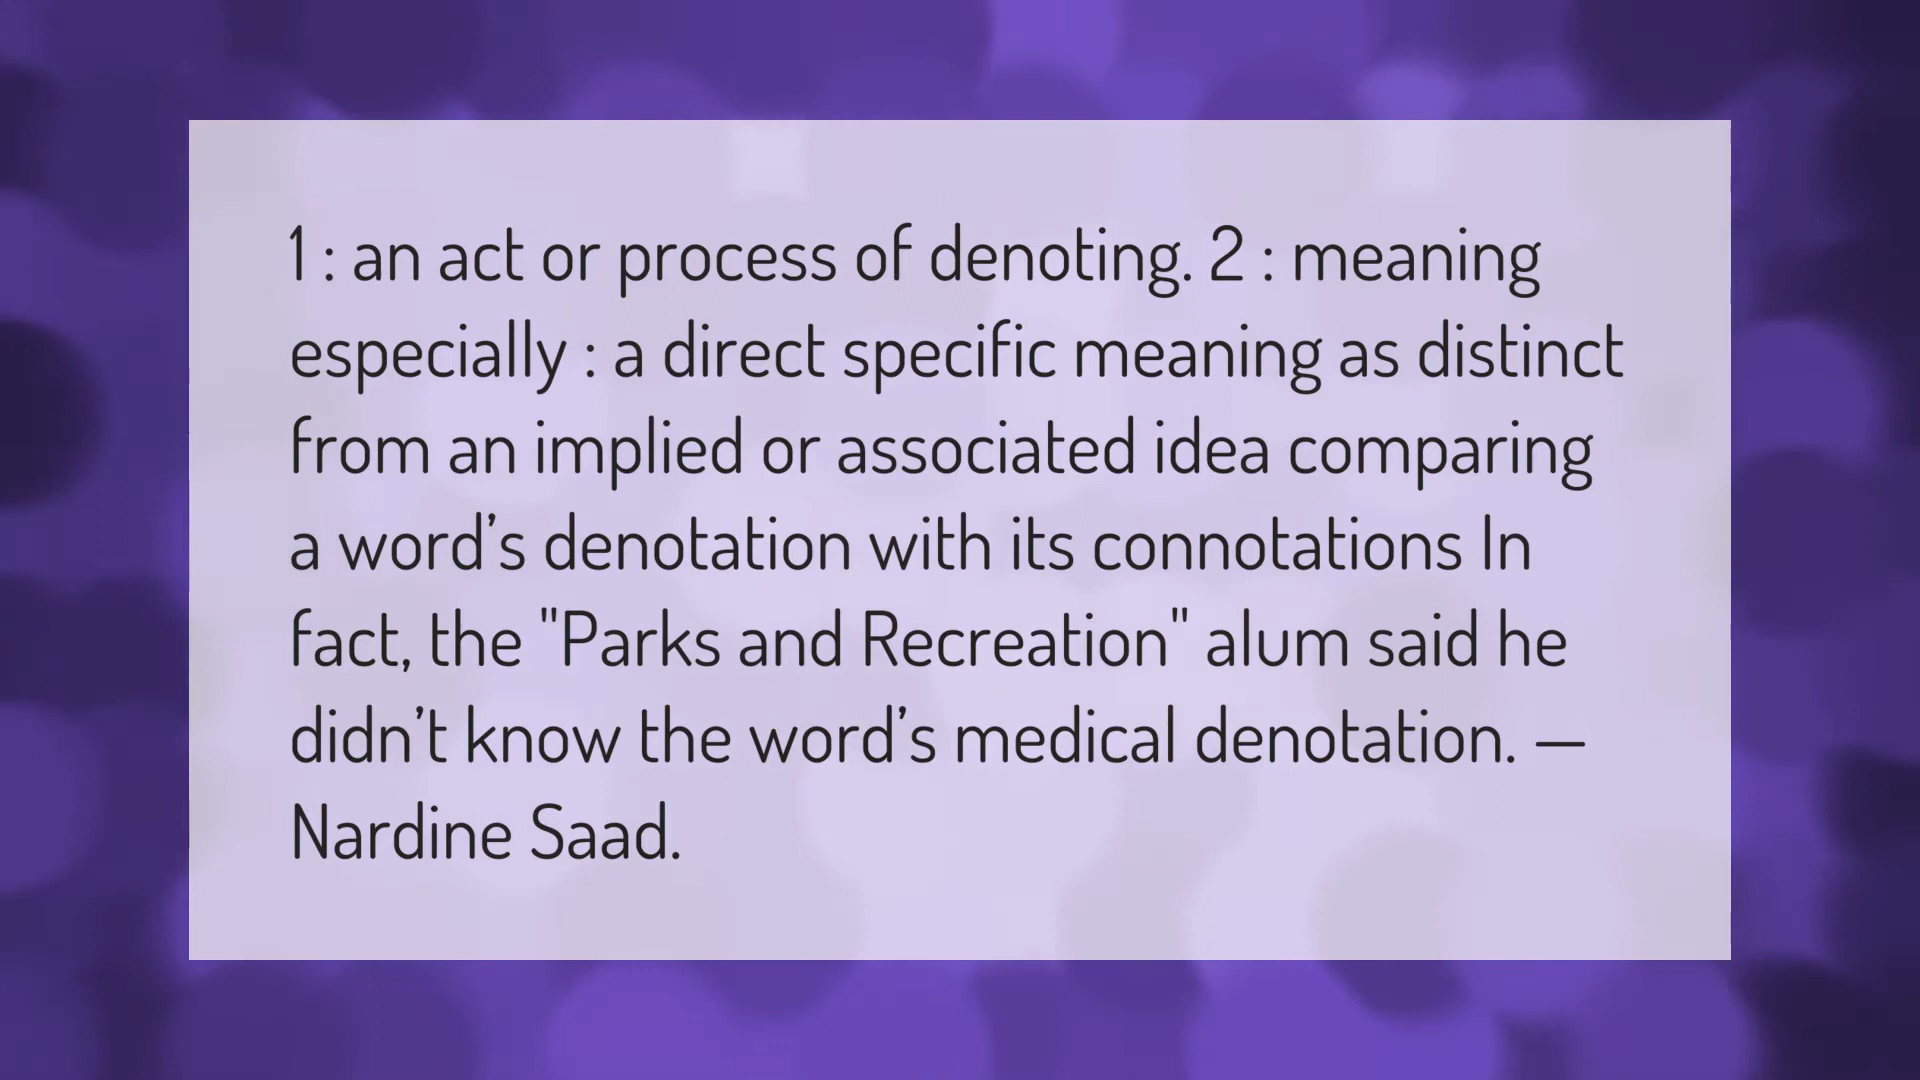 1 : an act or process of denoting. 2 : meaning
especially : a direct specific meaning as distinct
from an implied or associated idea comparing
a word’s denotation with its connotations In
fact, the "Parks and Recreation" alum said he
didn’t know the word’s medical denotation. —
Nardine Saad.